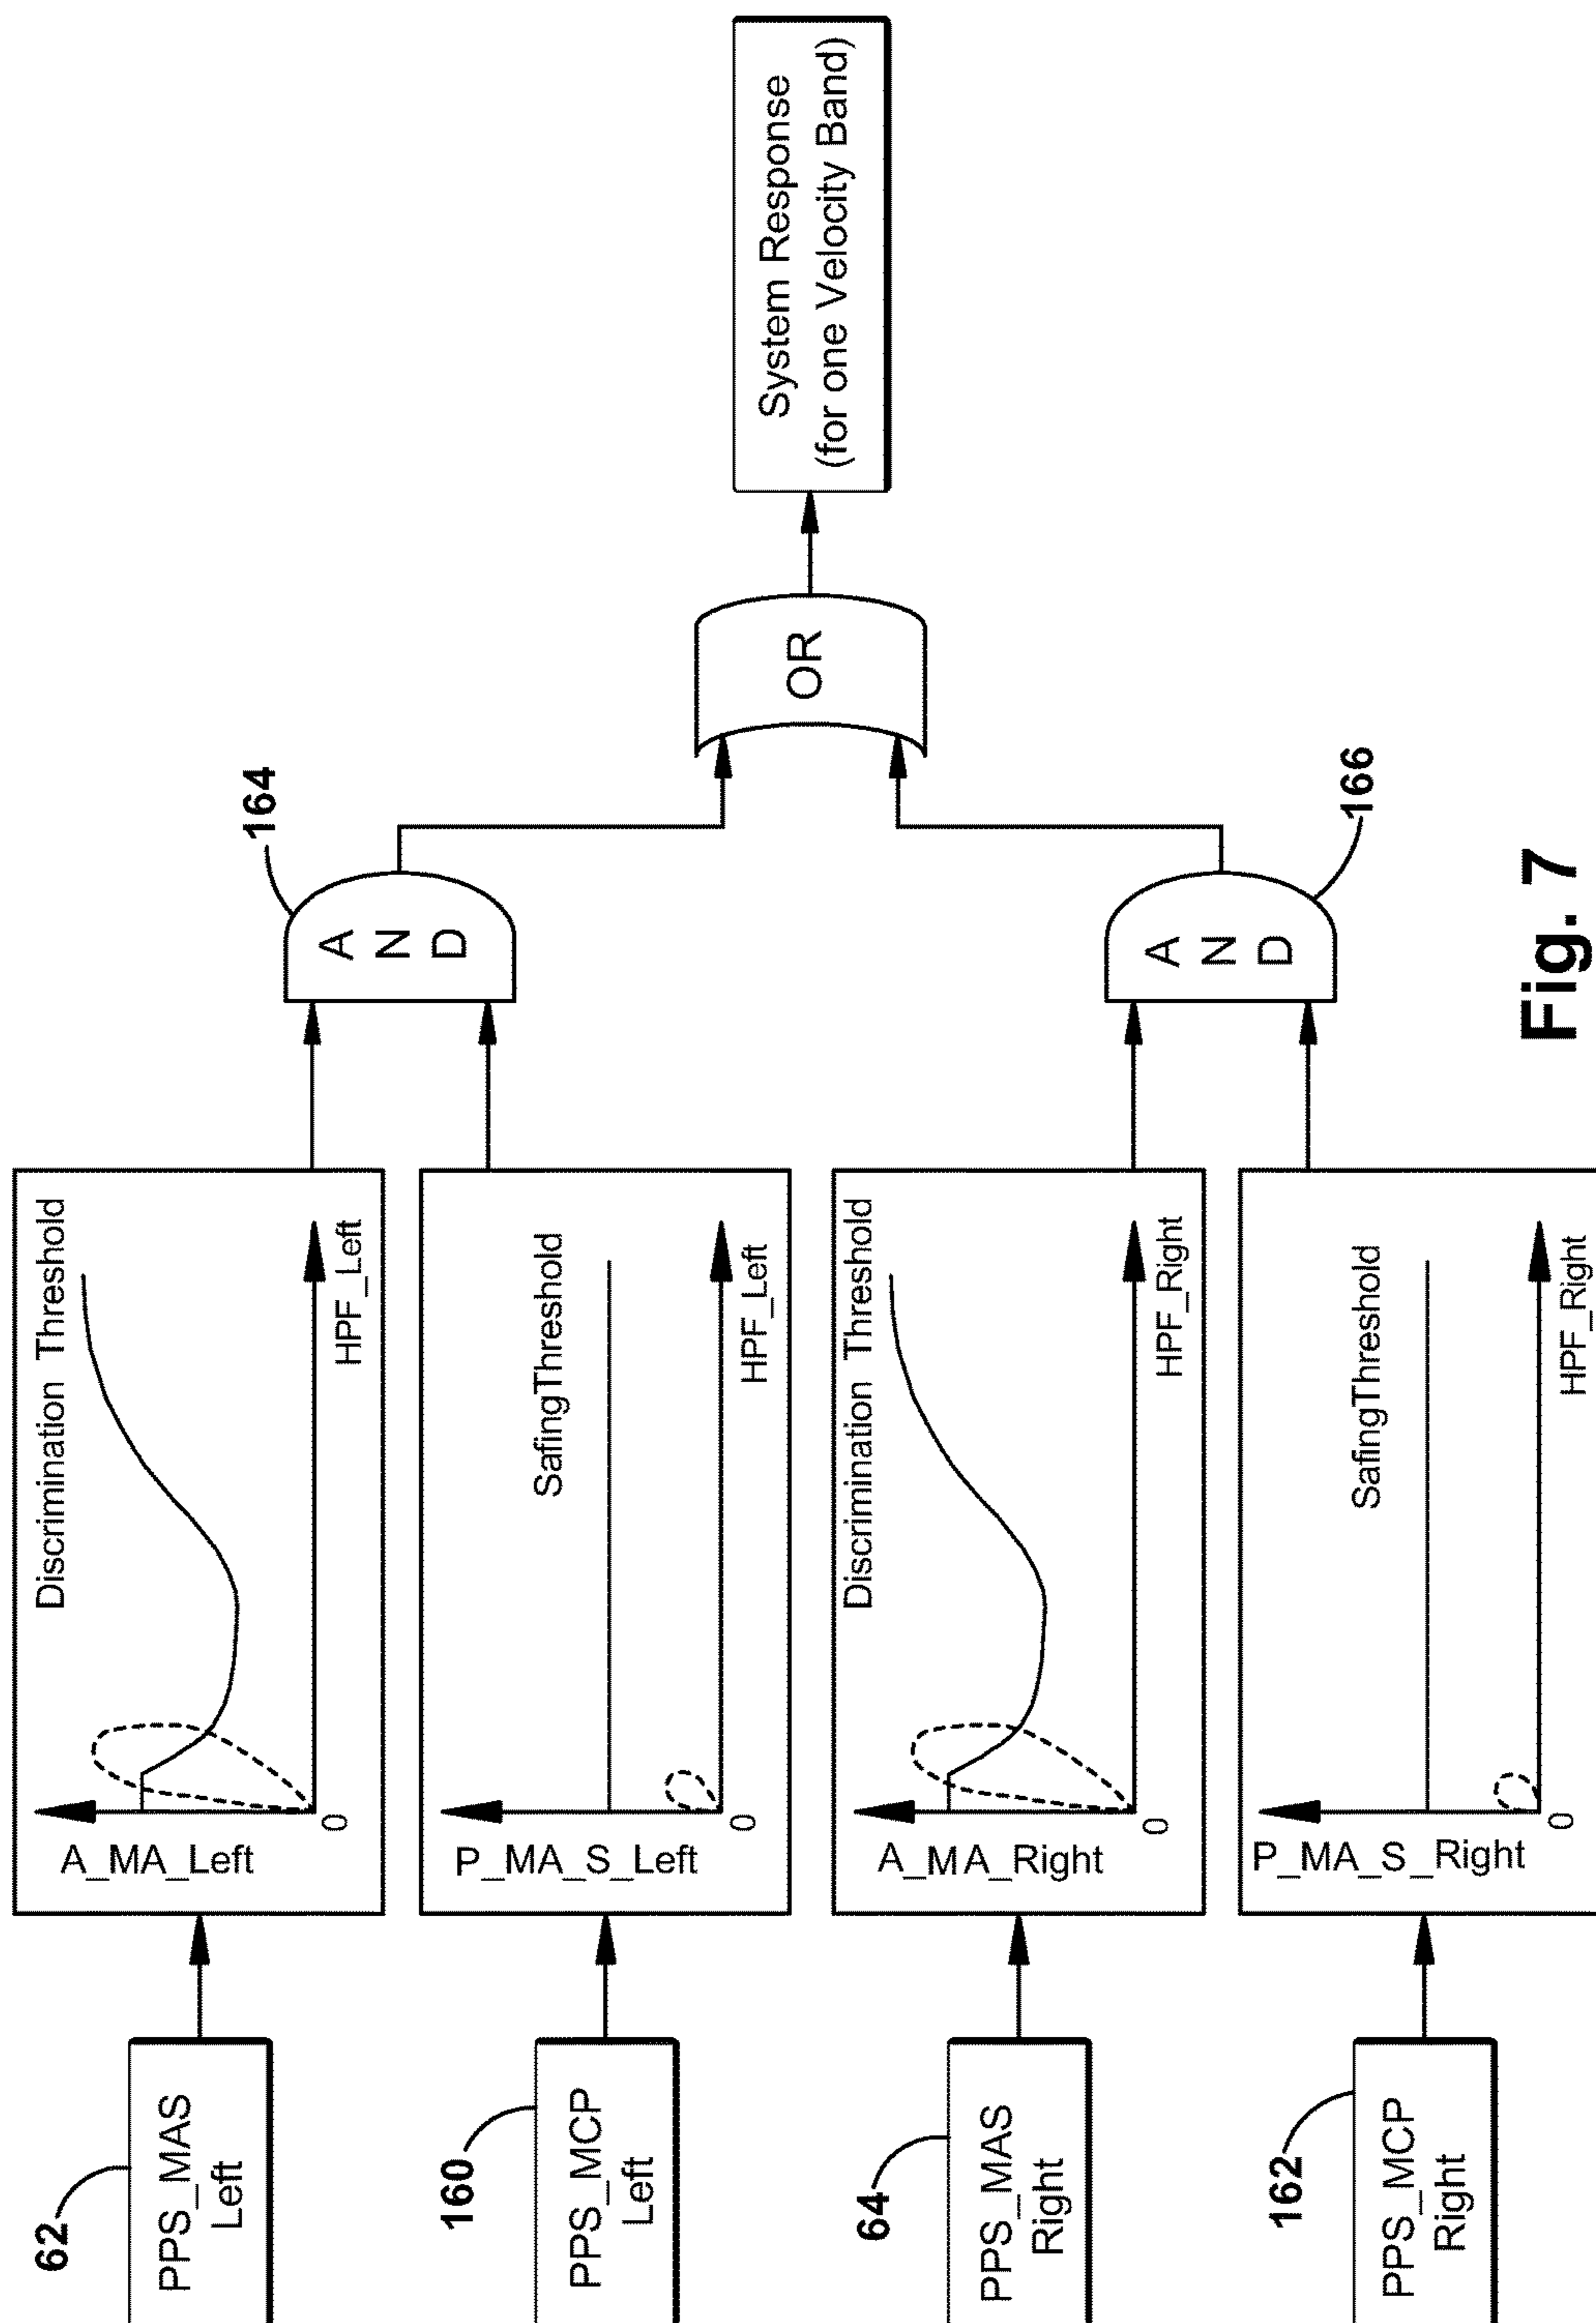 62
PPS_MAS
Left
A_MA_Left
0
Discrimination Threshold
HPF_Left
160
PPS_MCP
Left
P_MA_S_Left
0
SafingThreshold
HPF_Left
164
A
N
D
64
PPS_MAS
Right
A_MA_Right
0
Discrimination Threshold
HPF_Right
162
PPS_MCP
Right
P_MA_S_Right
0
SafingThreshold
HPF_Right
A
N
D
166
OR
System Response
(for one Velocity Band)
Fig. 7